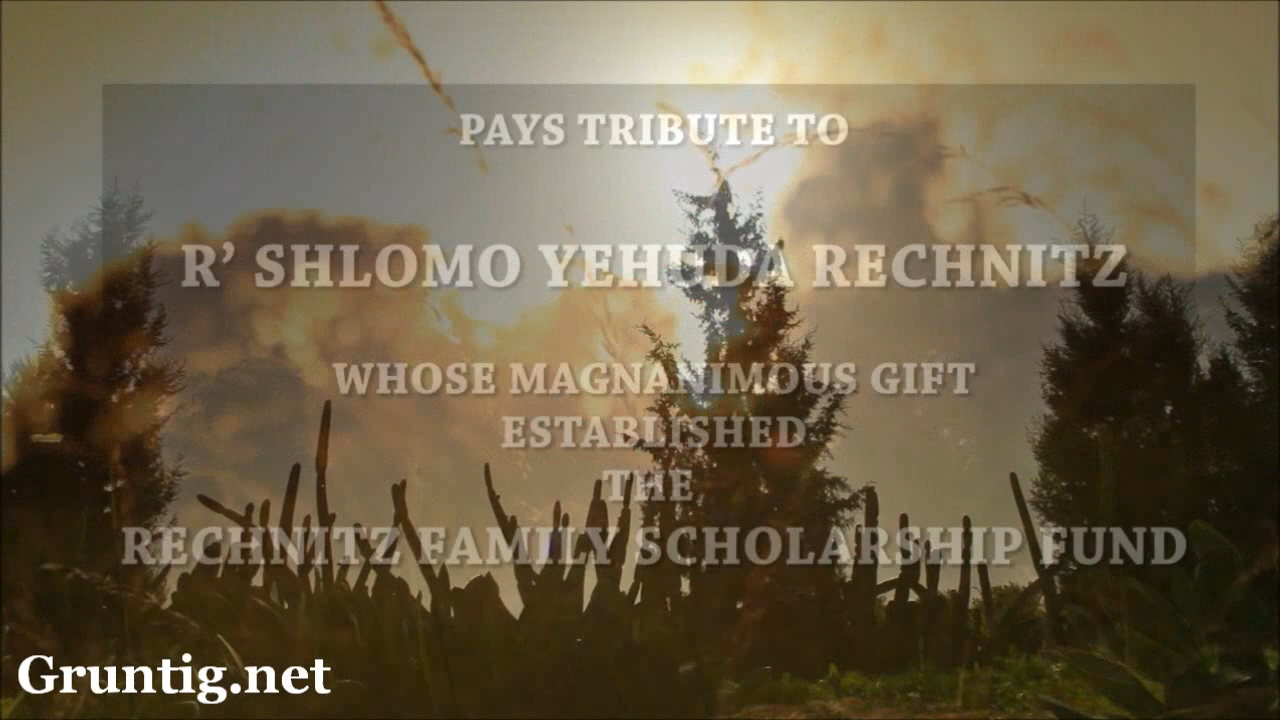 PAYS TRIBUTE TO
R’ SHLOMO YEHUDA RECHNITZ
WHOSE MAGNANIMOUS GIFT
ESTABLISHED
THE
RECHNITZ FAMILY SCHOLARSHIP FUND
Gruntig.net